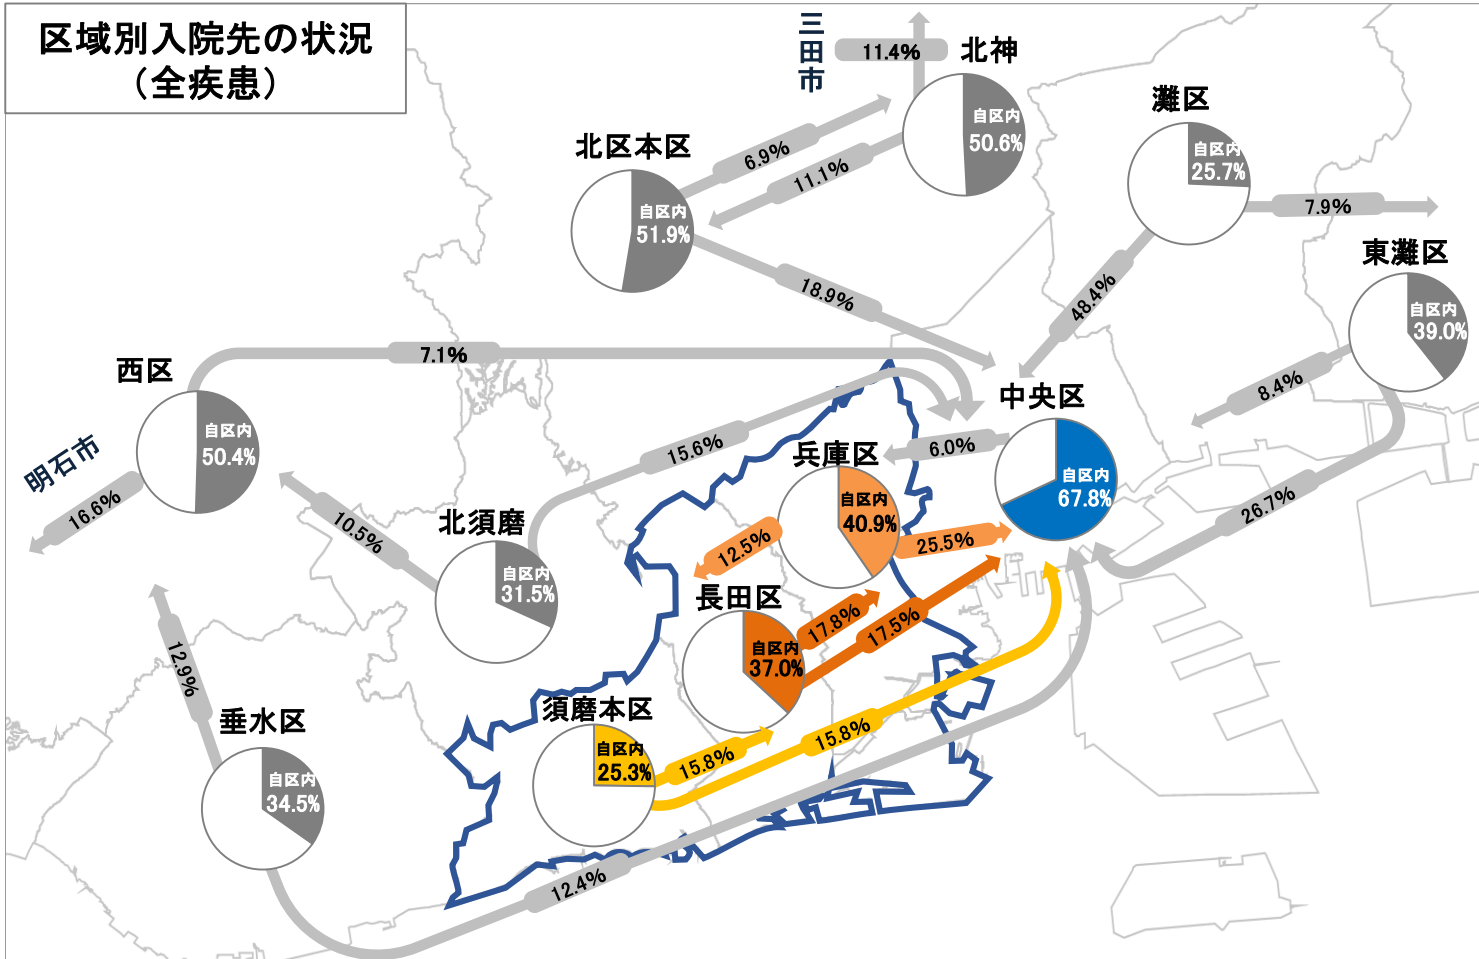 区域別入院先の状況
（全疾患）
三田市
11.4%
北神
自区内
50.6%
灘区
自区内
25.7%
7.9%
北区本区
自区内
51.9%
6.9%
11.1%
18.9%
48.4%
東灘区
自区内
39.0%
8.4%
26.7%
西区
自区内
50.4%
7.1%
明石市
16.6%
中央区
自区内
67.8%
6.0%
15.6%
兵庫区
自区内
40.9%
12.5%
25.5%
10.5%
北須磨
自区内
31.5%
長田区
自区内
37.0%
17.8%
17.5%
12.9%
垂水区
自区内
34.5%
須磨本区
自区内
25.3%
15.8%
15.8%
12.4%